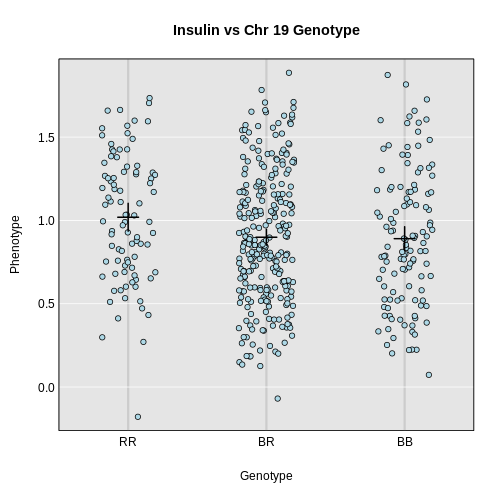 Insulin vs Chr 19 Genotype
Phenotype
1.5
1.0
0.5
0.0
RR BR BB
Genotype